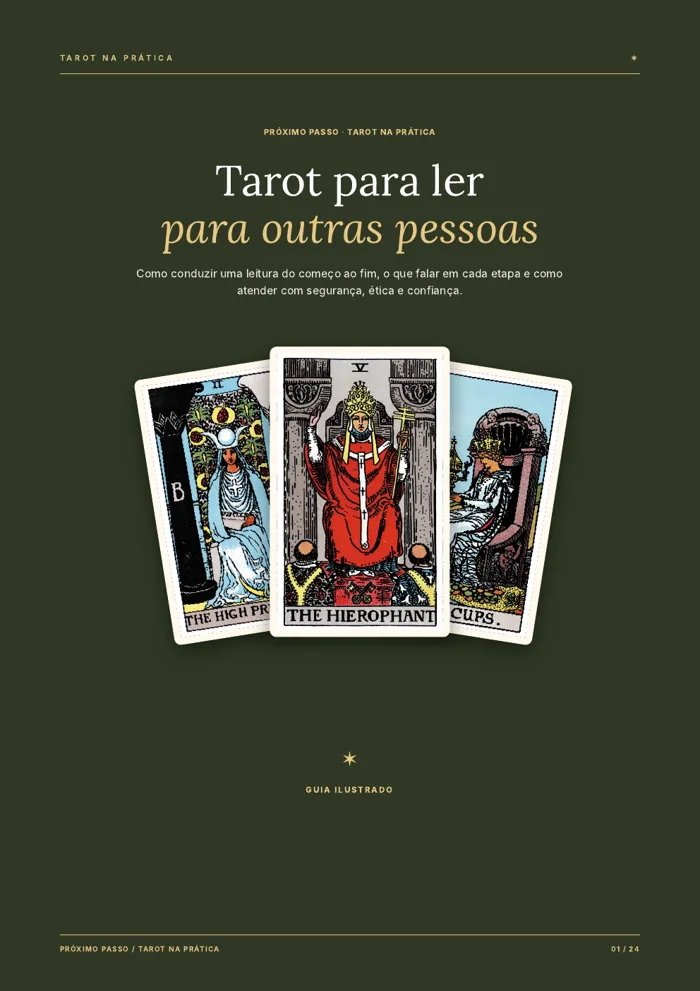 TAROT NA PRÁTICA
PRÓXIMO PASSO · TAROT NA PRÁTICA
Tarot para ler
para outras pessoas
Como conduzir uma leitura do começo ao fim, o que falar em cada etapa e como
atender com segurança, ética e confiança.
II
V
B
THE HIGH PR
THE HIEROPHANT
CUPS.
GUIA ILUSTRADO
PRÓXIMO PASSO / TAROT NA PRÁTICA
01 / 24